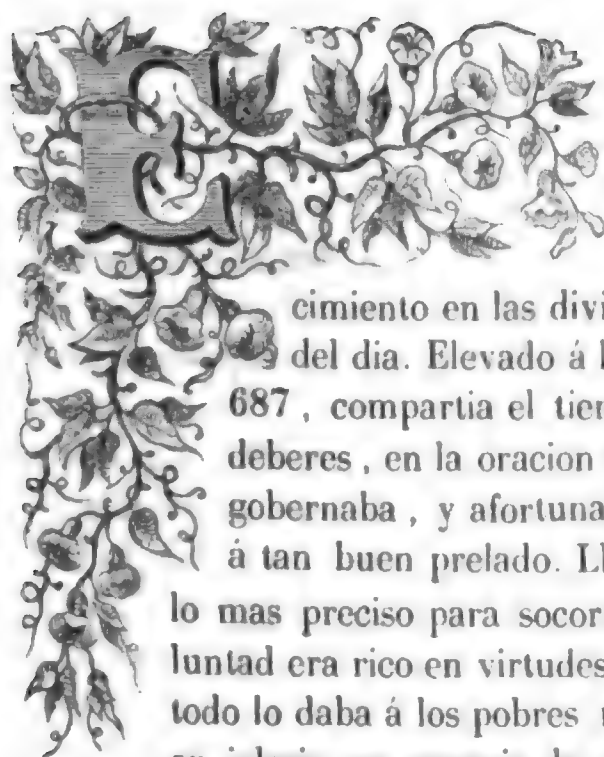 E
cimiento en las divi
del dia. Elevado á l
687, compartia el tie
deberes, en la oracion
gobernaba, y afortuna
á tan buen prelado. Ll
lo mas preciso para socor
luntad era rico en virtudes
todo lo daba á los pobres